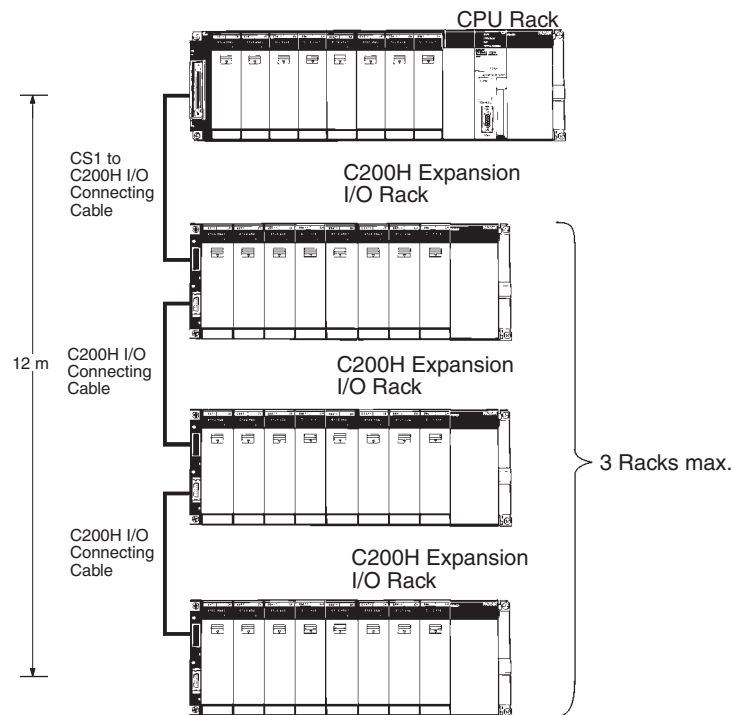 CPU Rack
CS1 to
C200H I/O
Connecting
Cable
C200H Expansion
I/O Rack
12 m
C200H I/O
Connecting
Cable
C200H Expansion
I/O Rack
3 Racks max.
C200H I/O
Connecting
Cable
C200H Expansion
I/O Rack